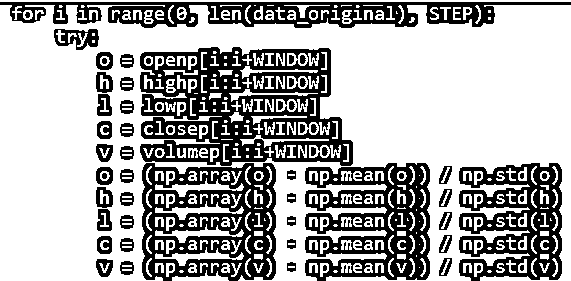 for i in range(0, len(data_original), STEP):
    try:
        o = openp[i:i+WINDOW]
        h = highp[i:i+WINDOW]
        l = lowp[i:i+WINDOW]
        c = closep[i:i+WINDOW]
        v = volumep[i:i+WINDOW]
        o = (np.array(o) - np.mean(o)) / np.std(o)
        h = (np.array(h) - np.mean(h)) / np.std(h)
        l = (np.array(l) - np.mean(l)) / np.std(l)
        c = (np.array(c) - np.mean(c)) / np.std(c)
        v = (np.array(v) - np.mean(v)) / np.std(v)